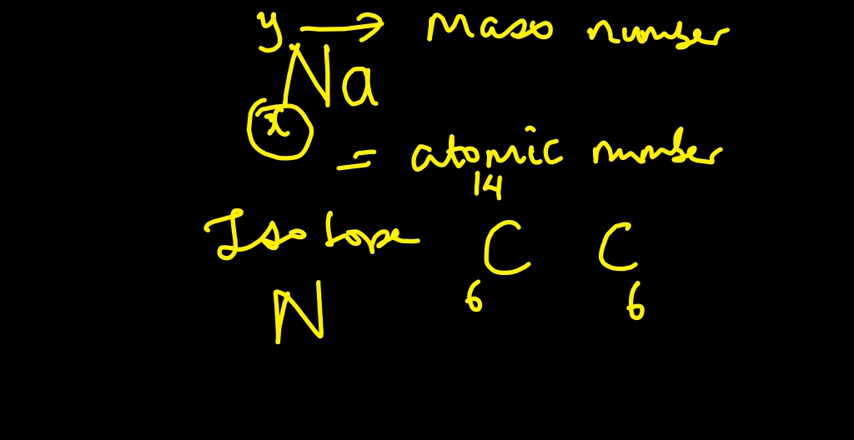 y → Mass number
Na
x
= atomic number
14
Isotope C C
6 6
N